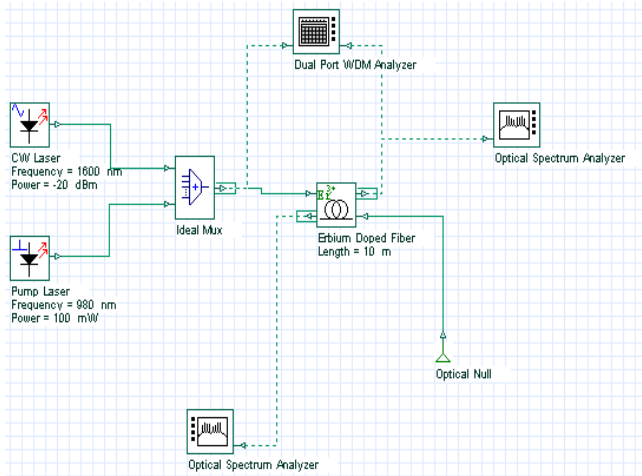 Dual Port WDM Analyzer
Optical Spectrum Analyzer
CW Laser
Frequency = 1600 nm
Power = -20 dBm
Ideal Mux
Erbium Doped Fiber
Length = 10 m
Pump Laser
Frequency = 980 nm
Power = 100 mW
Optical Null
Optical Spectrum Analyzer